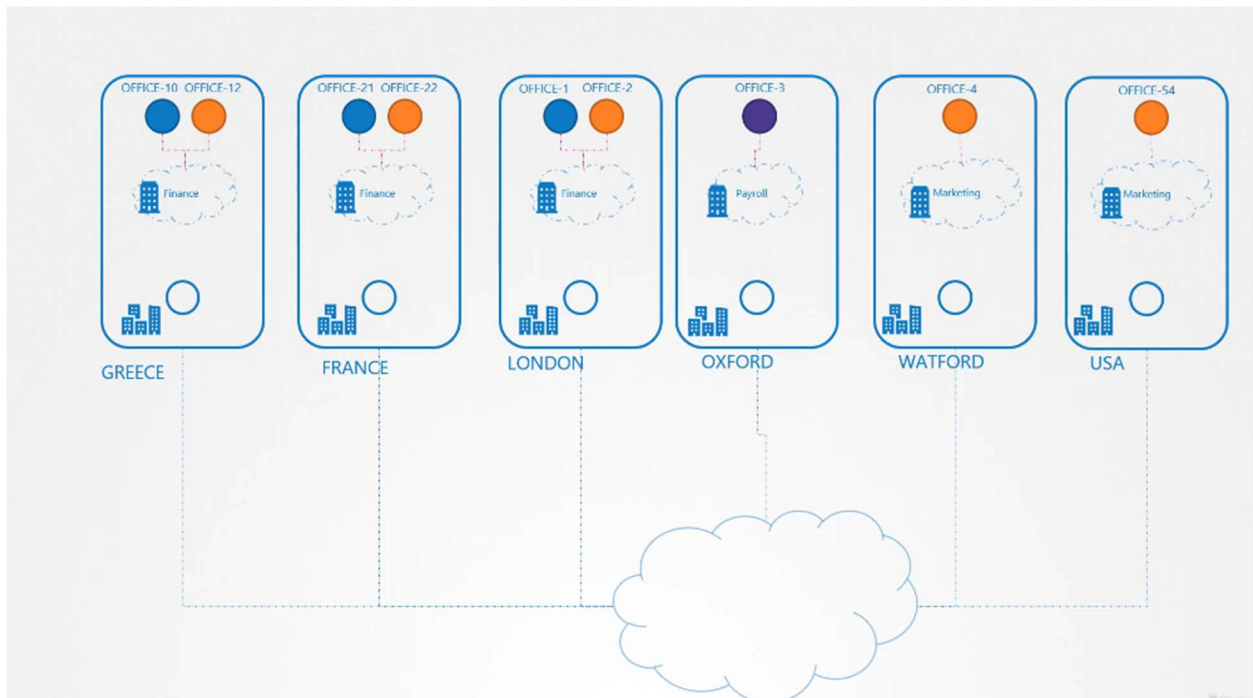 OFFICE-10 OFFICE-12
Finance
GREECE
OFFICE-21 OFFICE-22
Finance
FRANCE
OFFICE-1 OFFICE-2
Finance
LONDON
OFFICE-3
Payroll
OXFORD
OFFICE-4
Marketing
WATFORD
OFFICE-54
Marketing
USA